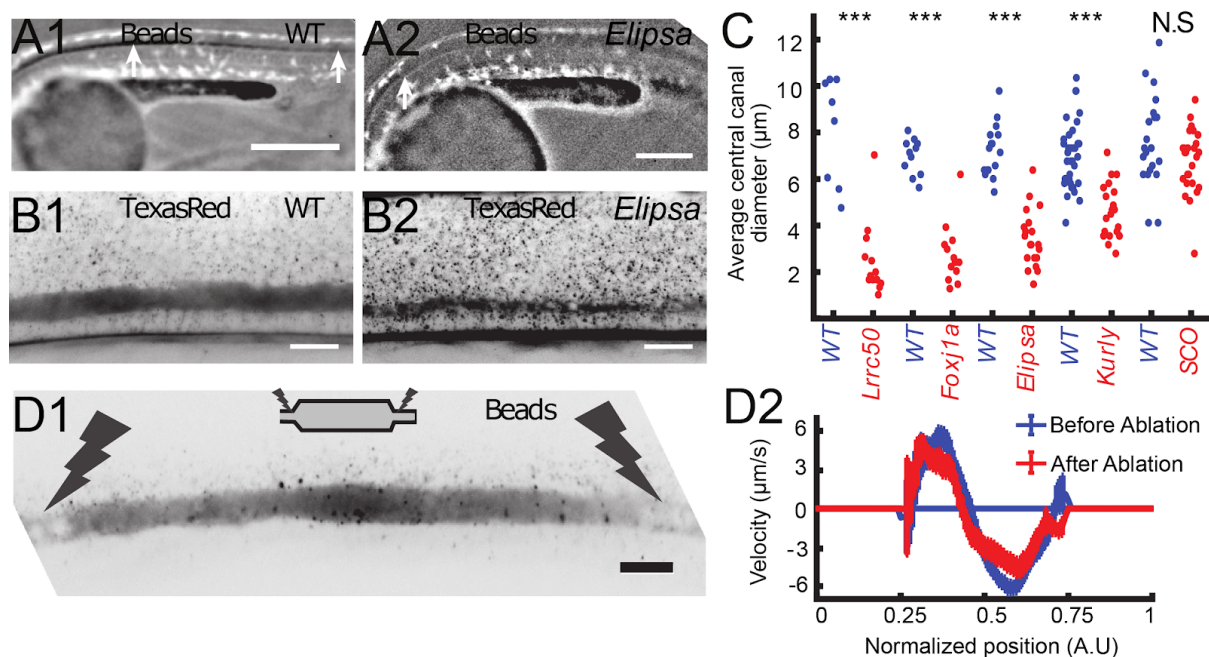 A1 Beads WT
A2 Beads Elipsa
B1 TexasRed WT
B2 TexasRed Elipsa
C
*** *** *** *** N.S
Average central canal
diameter (µm)
12
10
8
6
4
2
WT Lrrc50 WT Foxj1a WT Elipsa WT Kurly WT SCO
D1 Beads
D2
Before Ablation
After Ablation
Velocity (µm/s)
6
3
0
-3
-6
0 0.25 0.5 0.75 1
Normalized position (A.U)